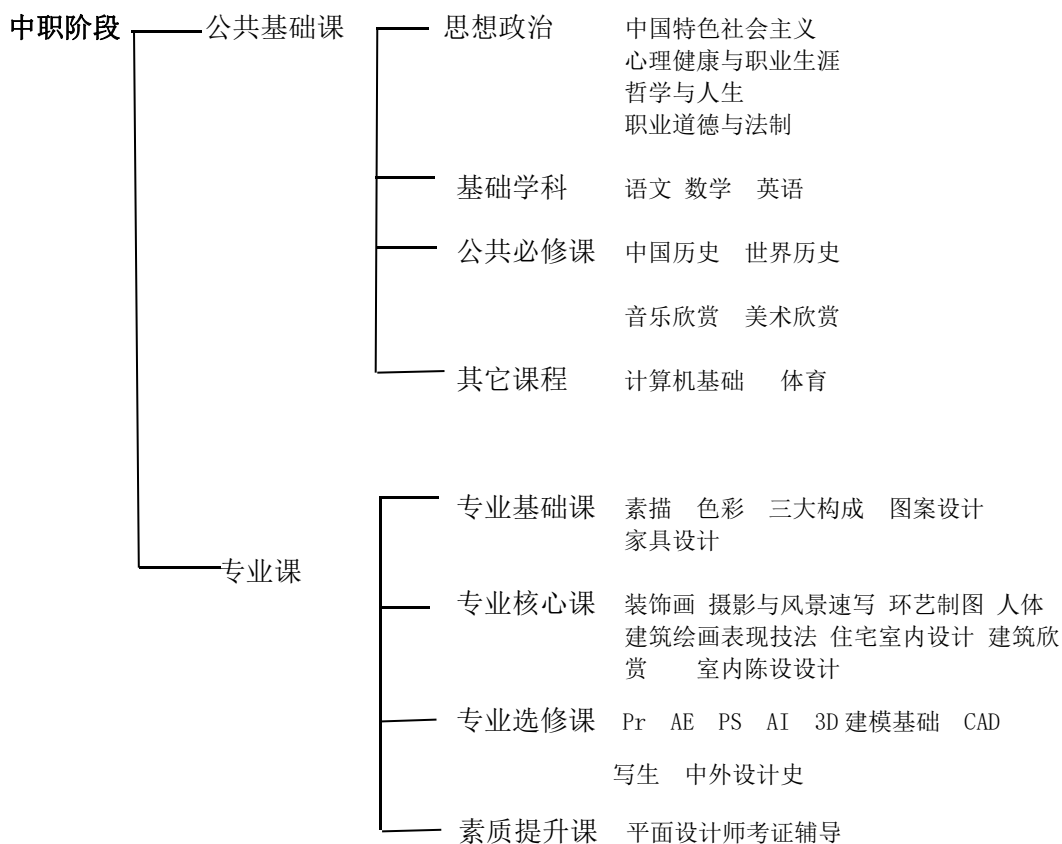 中职阶段 公共基础课 思想政治 中国特色社会主义
心理健康与职业生涯
哲学与人生
职业道德与法制
基础学科 语文 数学 英语
公共必修课 中国历史 世界历史
音乐欣赏 美术欣赏
其它课程 计算机基础 体育
专业基础课 素描 色彩 三大构成 图案设计
家具设计
专业课
专业核心课 装饰画 摄影与风景速写 环艺制图 人体
建筑绘画表现技法 住宅室内设计 建筑欣
赏 室内陈设设计
专业选修课 Pr AE PS AI 3D建模基础 CAD
写生 中外设计史
素质提升课 平面设计师考证辅导